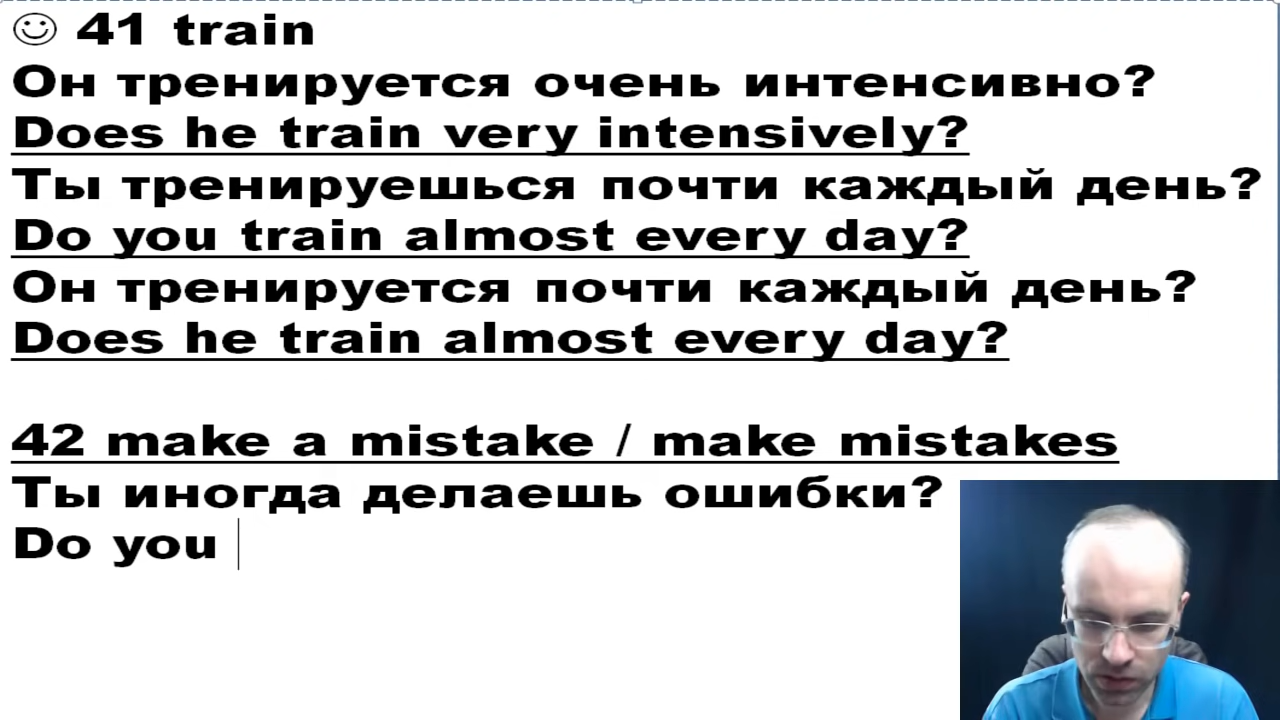 ☺ 41 train
Он тренируется очень интенсивно?
Does he train very intensively?
Ты тренируешься почти каждый день?
Do you train almost every day?
Он тренируется почти каждый день?
Does he train almost every day?
42 make a mistake / make mistakes
Ты иногда делаешь ошибки?
Do you